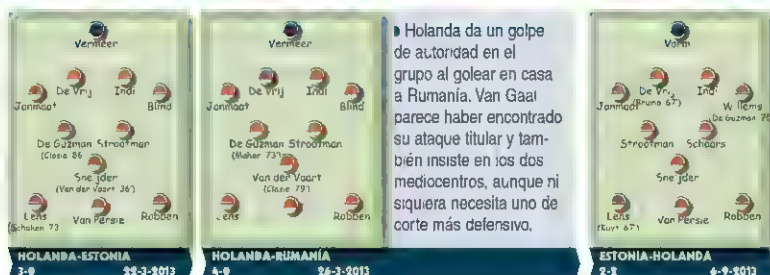 Vermeer
De Vrij Indi
Janmaat Blind
De Guzman Strootman
(Clasie 86
Sneijder
(Van der Vaart 36')
Lens Van Persie Robben
(Schaken 73
HOLANDA-ESTONIA
3-0 22-3-2013
Vermeer
De Vrij Indi
Janmaat Blind
De Guzman Strootman
(Maher 73')
Van der Vaart
(Clasie 79')
Lens Robben
HOLANDA-RUMANÍA
4-0 26-3-2013
Holanda da un golpe
de autoridad en el
grupo al golear en casa
a Rumanía. Van Gaal
parece haber encontrado
su ataque titular y tam-
bién insiste en los dos
mediocentros, aunque ni
siquiera necesita uno de
corte más defensivo.
Vorm
De Vrij Indi
(Bruno 67')
Janmaat Willems
(De Guzman
Strootman Schaars
Sneijder
Lens Van Persie Robben
(Kuyt 67')
ESTONIA-HOLANDA
2-2 6-9-2013